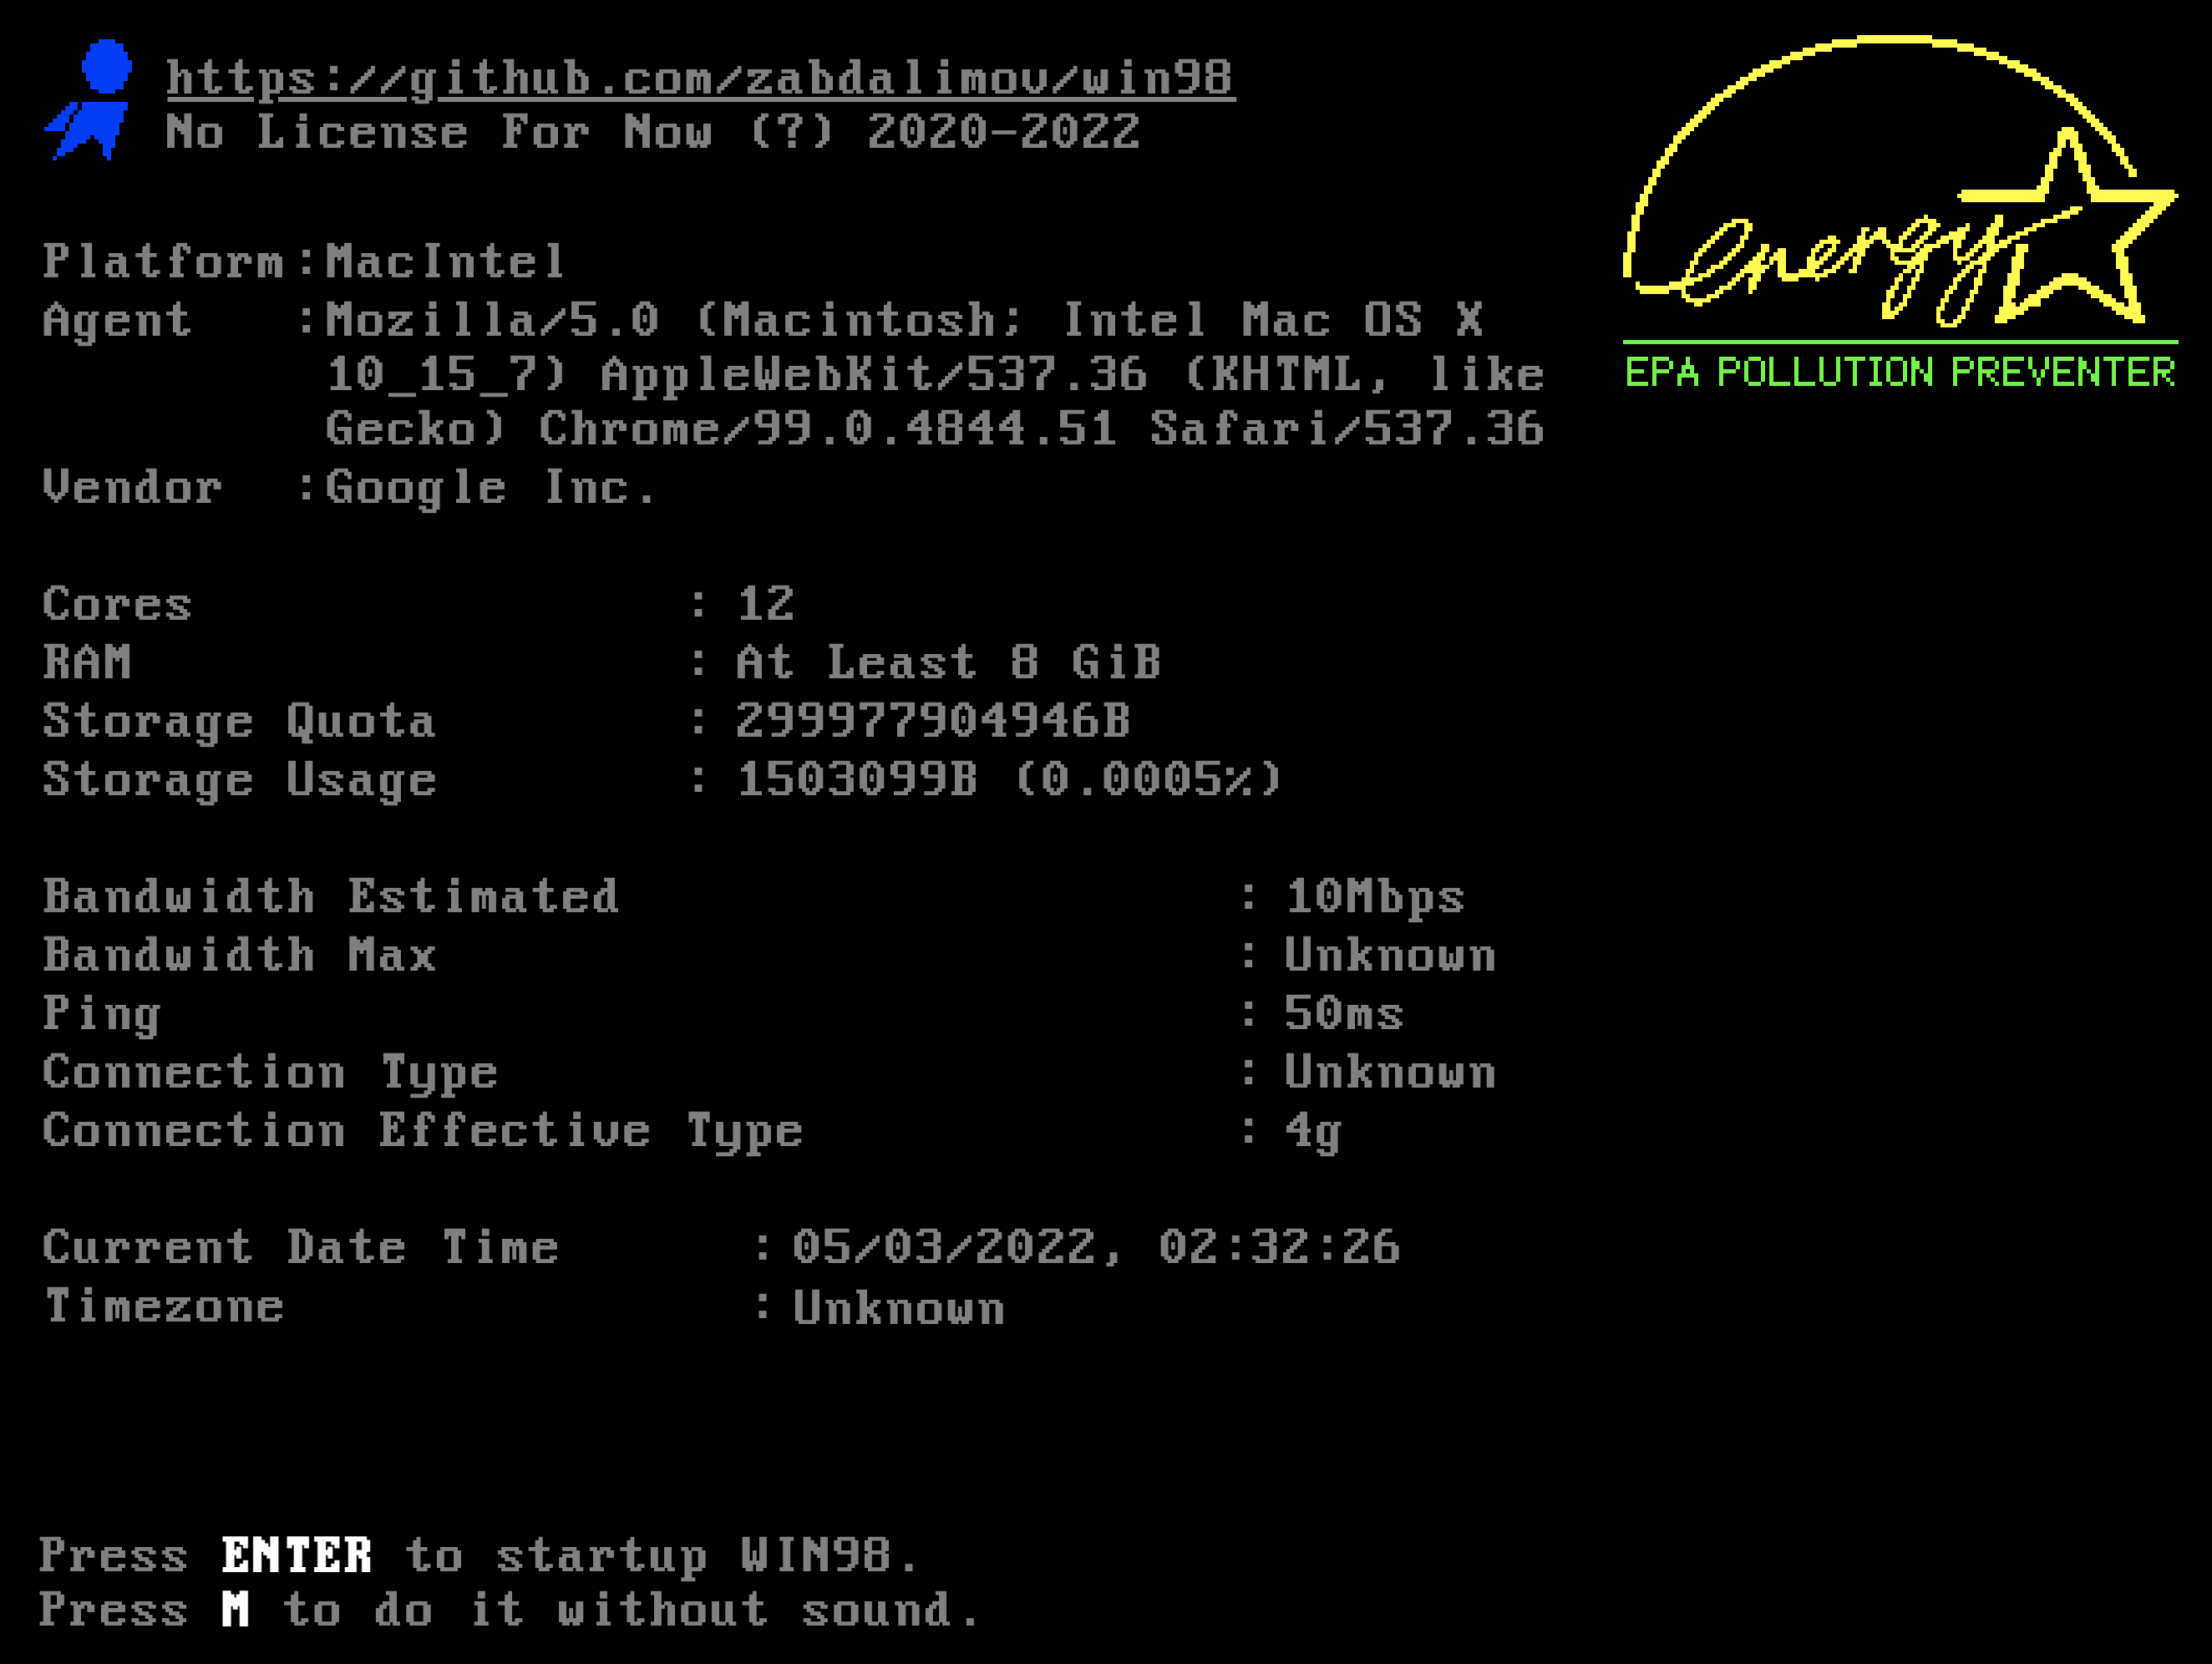 https://github.com/zabdalimov/win98
No License For Now (?) 2020-2022
energy
EPA POLLUTION PREVENTER
Platform:MacIntel
Agent :Mozilla/5.0 (Macintosh; Intel Mac OS X
10_15_7) AppleWebKit/537.36 (KHTML, like
Gecko) Chrome/99.0.4844.51 Safari/537.36
Vendor :Google Inc.
Cores : 12
RAM : At Least 8 GiB
Storage Quota : 299977904946B
Storage Usage : 1503099B (0.0005%)
Bandwidth Estimated : 10Mbps
Bandwidth Max : Unknown
Ping : 50ms
Connection Type : Unknown
Connection Effective Type : 4g
Current Date Time : 05/03/2022, 02:32:26
Timezone : Unknown
Press ENTER to startup WIN98.
Press M to do it without sound.